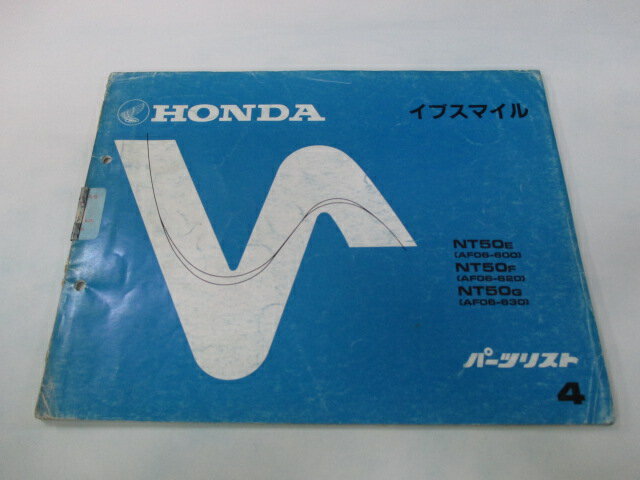 HONDA
イブスマイル
NT50E
(AF06-600)
NT50F
(AF06-620)
NT50G
(AF06-630)
パーツリスト
4